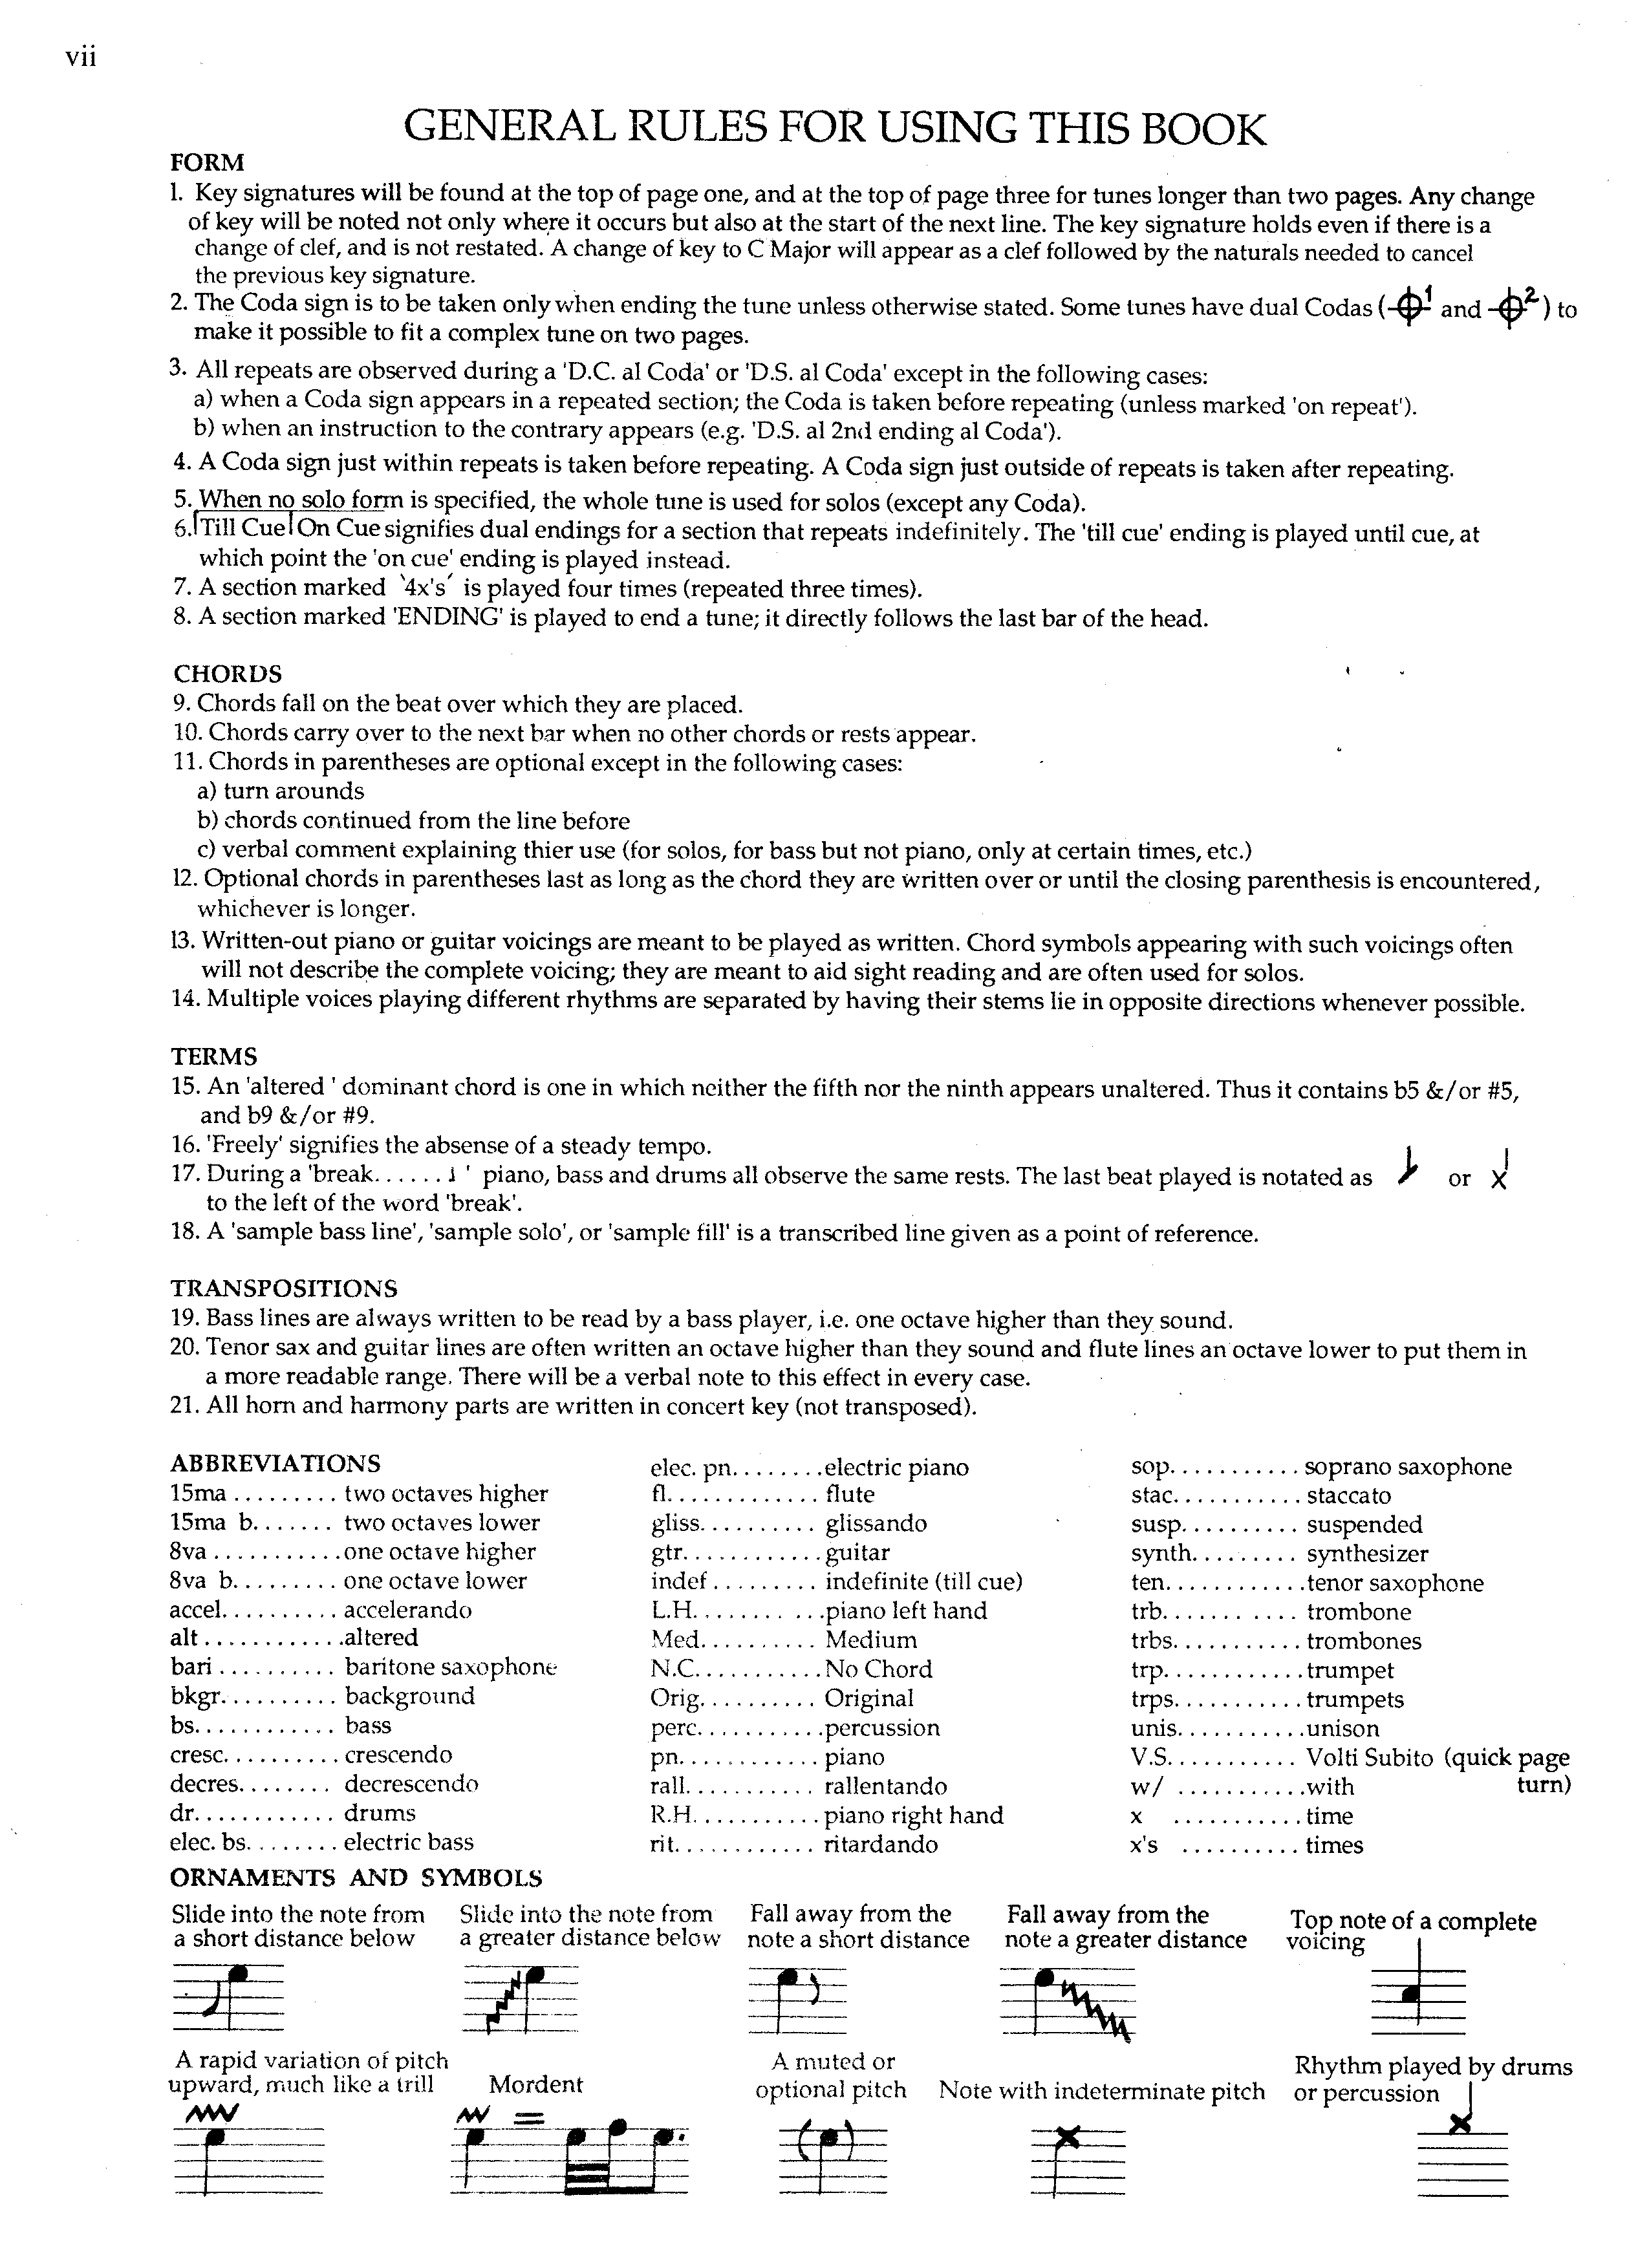 vii
GENERAL RULES FOR USING THIS BOOK
FORM
1. Key signatures will be found at the top of page one, and at the top of page three for tunes longer than two pages. Any change
of key will be noted not only where it occurs but also at the start of the next line. The key signature holds even if there is a
change of clef, and is not restated. A change of key to C Major will appear as a clef followed by the naturals needed to cancel
the previous key signature.
2. The Coda sign is to be taken only when ending the tune unless otherwise stated. Some tunes have dual Codas (𝄌1 and 𝄌2) to
make it possible to fit a complex tune on two pages.
3. All repeats are observed during a 'D.C. al Coda' or 'D.S. al Coda' except in the following cases:
a) when a Coda sign appears in a repeated section; the Coda is taken before repeating (unless marked 'on repeat').
b) when an instruction to the contrary appears (e.g. 'D.S. al 2nd ending al Coda').
4. A Coda sign just within repeats is taken before repeating. A Coda sign just outside of repeats is taken after repeating.
5. When no solo form is specified, the whole tune is used for solos (except any Coda).
6. Till Cue On Cue signifies dual endings for a section that repeats indefinitely. The 'till cue' ending is played until cue, at
which point the 'on cue' ending is played instead.
7. A section marked '4x's' is played four times (repeated three times).
8. A section marked 'ENDING' is played to end a tune; it directly follows the last bar of the head.
CHORDS
9. Chords fall on the beat over which they are placed.
10. Chords carry over to the next bar when no other chords or rests appear.
11. Chords in parentheses are optional except in the following cases:
a) turn arounds
b) chords continued from the line before
c) verbal comment explaining thier use (for solos, for bass but not piano, only at certain times, etc.)
12. Optional chords in parentheses last as long as the chord they are written over or until the closing parenthesis is encountered,
whichever is longer.
13. Written-out piano or guitar voicings are meant to be played as written. Chord symbols appearing with such voicings often
will not describe the complete voicing; they are meant to aid sight reading and are often used for solos.
14. Multiple voices playing different rhythms are separated by having their stems lie in opposite directions whenever possible.
TERMS
15. An 'altered ' dominant chord is one in which neither the fifth nor the ninth appears unaltered. Thus it contains b5 &/or #5,
and b9 &/or #9.
16. 'Freely' signifies the absense of a steady tempo.
17. During a 'break...... ' piano, bass and drums all observe the same rests. The last beat played is notated as or
to the left of the word 'break'.
18. A 'sample bass line', 'sample solo', or 'sample fill' is a transcribed line given as a point of reference.
TRANSPOSITIONS
19. Bass lines are always written to be read by a bass player, i.e. one octave higher than they sound.
20. Tenor sax and guitar lines are often written an octave higher than they sound and flute lines an octave lower to put them in
a more readable range. There will be a verbal note to this effect in every case.
21. All horn and harmony parts are written in concert key (not transposed).
ABBREVIATIONS
15ma ......... two octaves higher
15ma b....... two octaves lower
8va ...........one octave higher
8va b......... one octave lower
accel.......... accelerando
alt ............altered
bari .......... baritone saxophone
bkgr.......... background
bs............ bass
cresc.......... crescendo
decres........ decrescendo
dr............ drums
elec. bs........ electric bass
elec. pn........electric piano
fl............. flute
gliss.......... glissando
gtr............guitar
indef ......... indefinite (till cue)
L.H...........piano left hand
Med.......... Medium
N.C...........No Chord
Orig.......... Original
perc...........percussion
pn............ piano
rall............ rallentando
R.H...........piano right hand
rit............ ritardando
sop........... soprano saxophone
stac........... staccato
susp.......... suspended
synth......... synthesizer
ten............tenor saxophone
trb........... trombone
trbs........... trombones
trp............trumpet
trps...........trumpets
unis...........unison
V.S........... Volti Subito (quick page
turn)
w/ ...........with
x ...........time
x's .......... times
ORNAMENTS AND SYMBOLS
Slide into the note from
a short distance below
Slide into the note from
a greater distance below
Fall away from the
note a short distance
Fall away from the
note a greater distance
Top note of a complete
voicing
A rapid variation of pitch
upward, much like a trill
Mordent
A muted or
optional pitch
Note with indeterminate pitch
Rhythm played by drums
or percussion